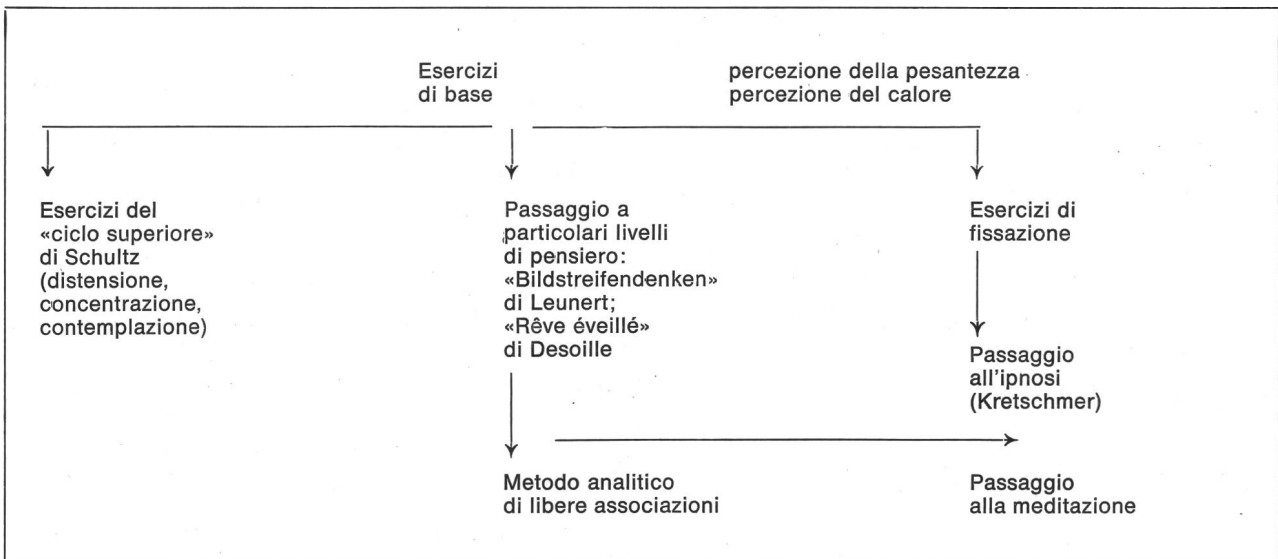 Esercizi
di base
percezione della pesantezza
percezione del calore
Esercizi del
«ciclo superiore»
di Schultz
(distensione,
concentrazione,
contemplazione)
Passaggio a
particolari livelli
di pensiero:
«Bildstreifendenken»
di Leunert;
«Rêve éveillé»
di Desoille
Esercizi di
fissazione
Passaggio
all'ipnosi
(Kretschmer)
Metodo analitico
di libere associazioni
Passaggio
alla meditazione